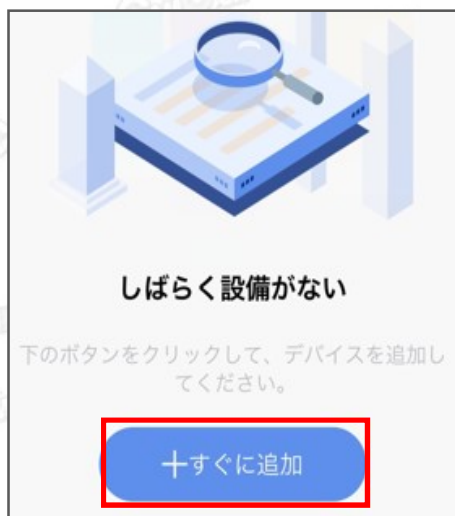 しばらく設備がない
下のボタンをクリックして、デバイスを追加し
てください。
＋すぐに追加